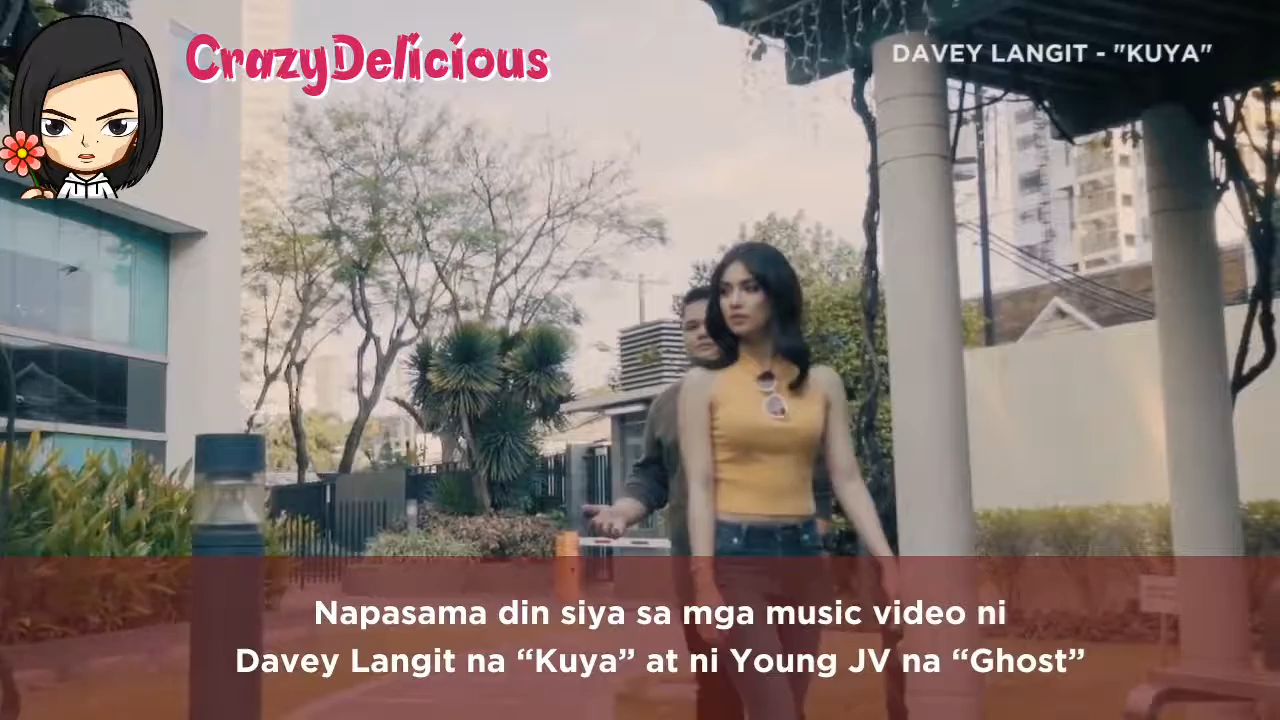 CrazyDelicious
DAVEY LANGIT - "KUYA"
Napasama din siya sa mga music video ni
Davey Langit na “Kuya” at ni Young JV na “Ghost”